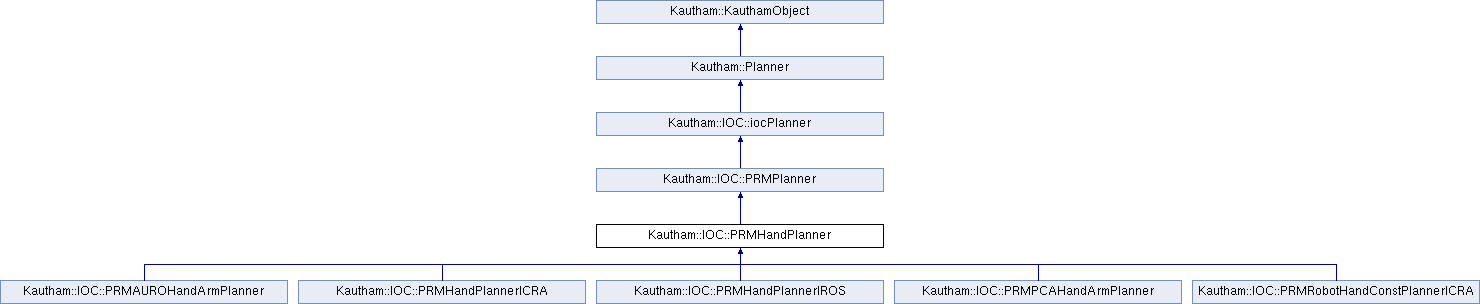 Kautham::KauthamObject
Kautham::Planner
Kautham::IOC::iocPlanner
Kautham::IOC::PRMPlanner
Kautham::IOC::PRMHandPlanner
Kautham::IOC::PRMAUROHandArmPlanner
Kautham::IOC::PRMHandPlannerICRA
Kautham::IOC::PRMHandPlannerIROS
Kautham::IOC::PRMPCAHandArmPlanner
Kautham::IOC::PRMRobotHandConstPlannerICRA